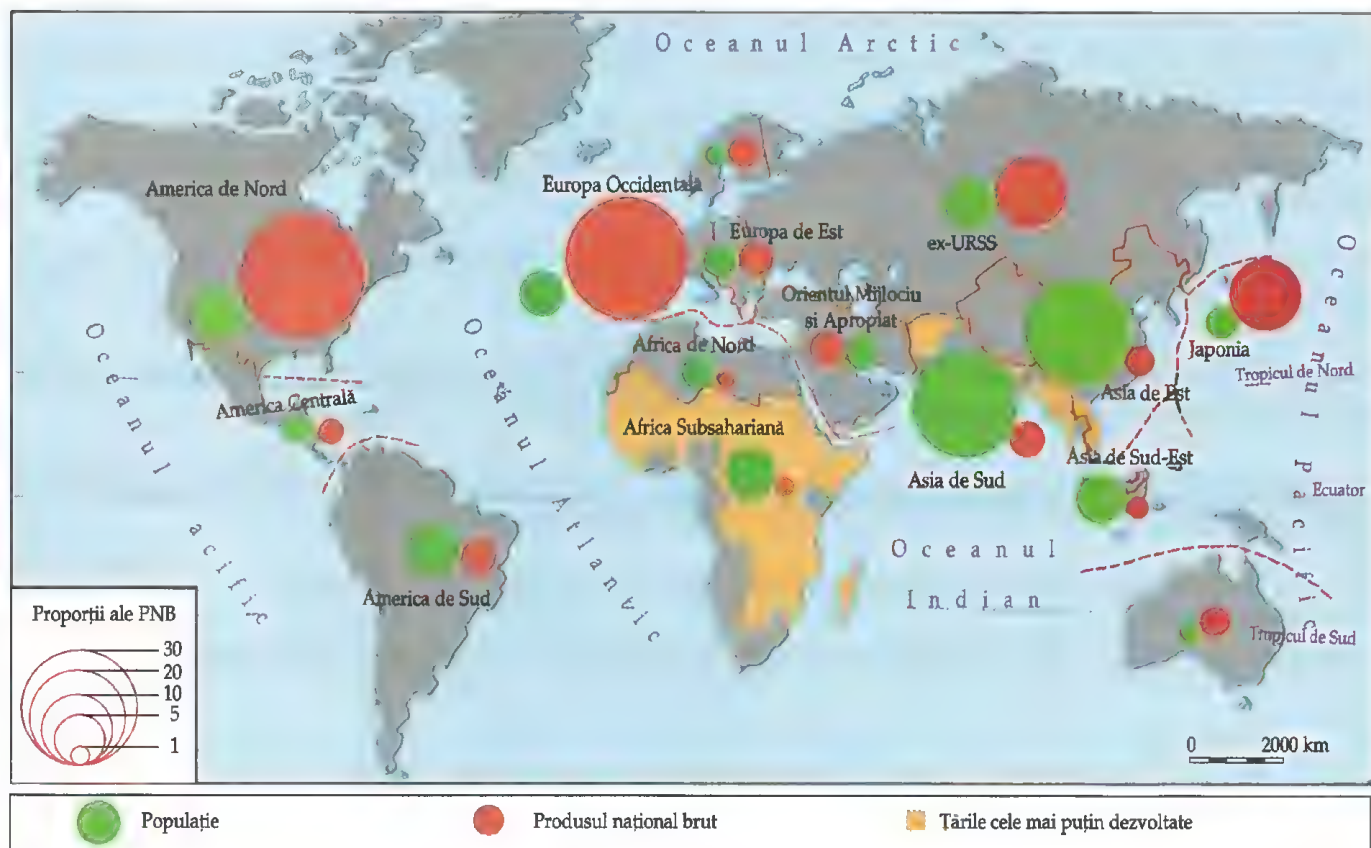 Oceanul Arctic
America de Nord
Europa Occidentală
Europa de Est
ex-URSS
Orientul Mijlociu
si Apropiat
Africa de Nord
Japonia
Tropicul de Nord
Asia de Est
America Centrală
Africa Subsahariană
Asia de Sud-Est
Asia de Sud
Ecuator
Oceanul
acific
Oceanul Atlantic
Oceanul
Indian
Oceanul Pacific
America de Sud
Tropicul de Sud
Proporții ale PNB
30
20
10
5
1
0 2000 km
Populație
Produsul național brut
Țările cele mai puțin dezvoltate